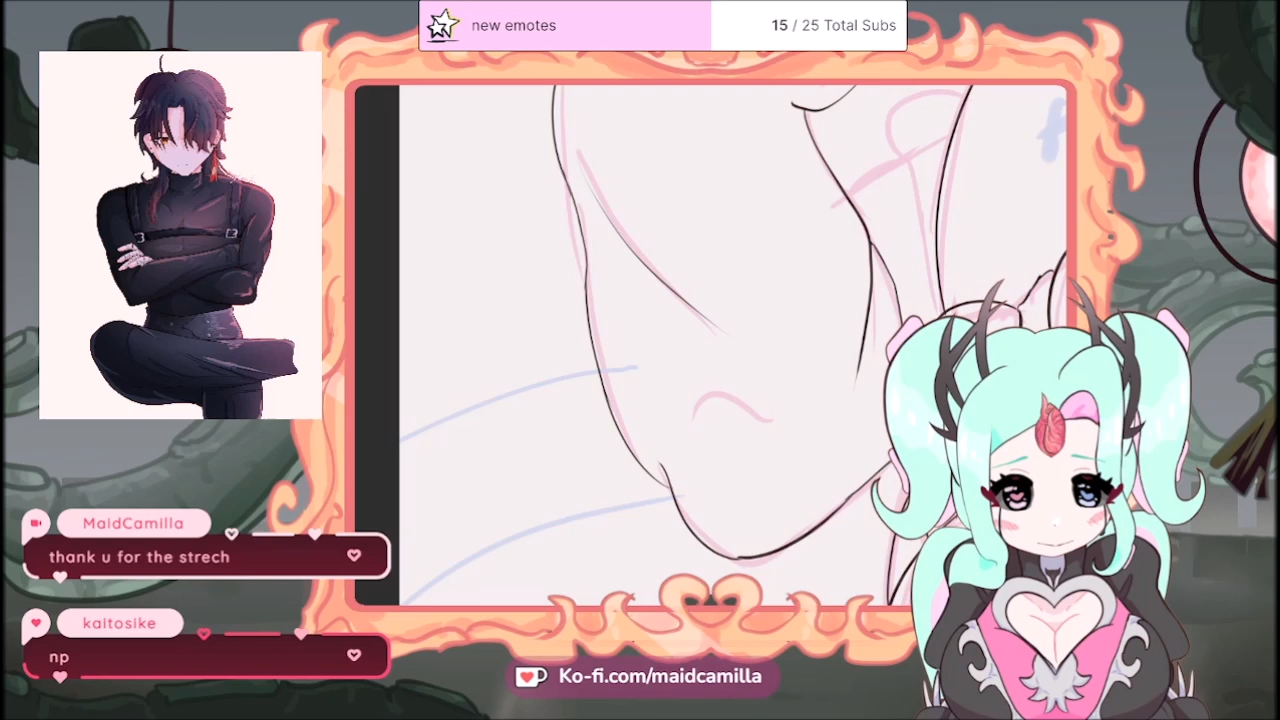 new emotes
15 / 25 Total Subs
MaidCamilla
thank u for the strech
kaitosike
np
Ko-fi.com/maidcamilla